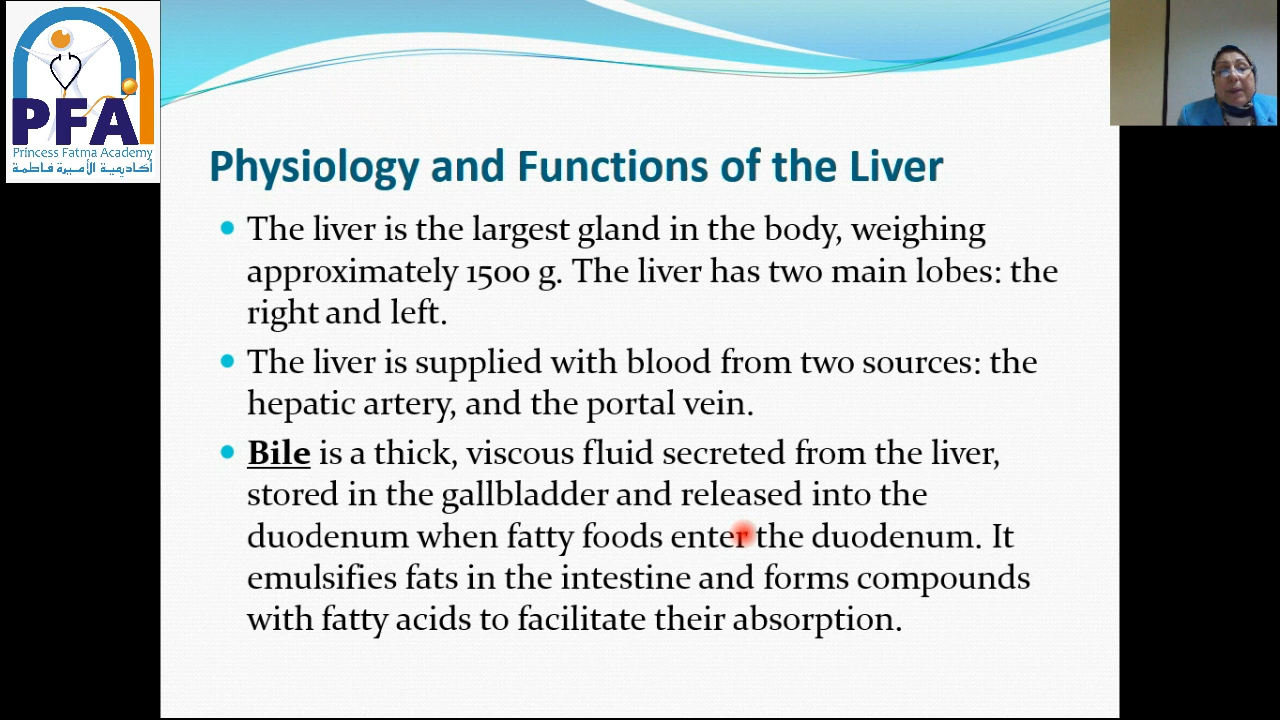 PFA
Princess Fatma Academy
أكاديمية الأميرة فاطمة
Physiology and Functions of the Liver
The liver is the largest gland in the body, weighing
approximately 1500 g. The liver has two main lobes: the
right and left.
The liver is supplied with blood from two sources: the
hepatic artery, and the portal vein.
Bile is a thick, viscous fluid secreted from the liver,
stored in the gallbladder and released into the
duodenum when fatty foods enter the duodenum. It
emulsifies fats in the intestine and forms compounds
with fatty acids to facilitate their absorption.